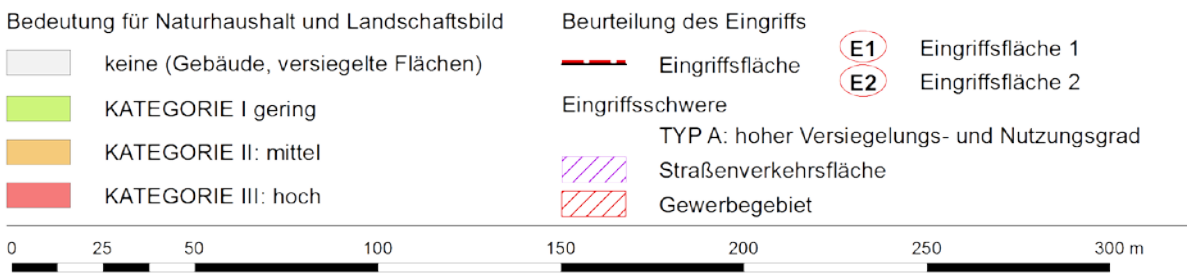 Bedeutung für Naturhaushalt und Landschaftsbild
keine (Gebäude, versiegelte Flächen)
KATEGORIE I gering
KATEGORIE II: mittel
KATEGORIE III: hoch
Beurteilung des Eingriffs
Eingriffsfläche
E1 Eingriffsfläche 1
E2 Eingriffsfläche 2
Eingriffsschwere
TYP A: hoher Versiegelungs- und Nutzungsgrad
Straßenverkehrsfläche
Gewerbegebiet
0 25 50 100 150 200 250 300 m